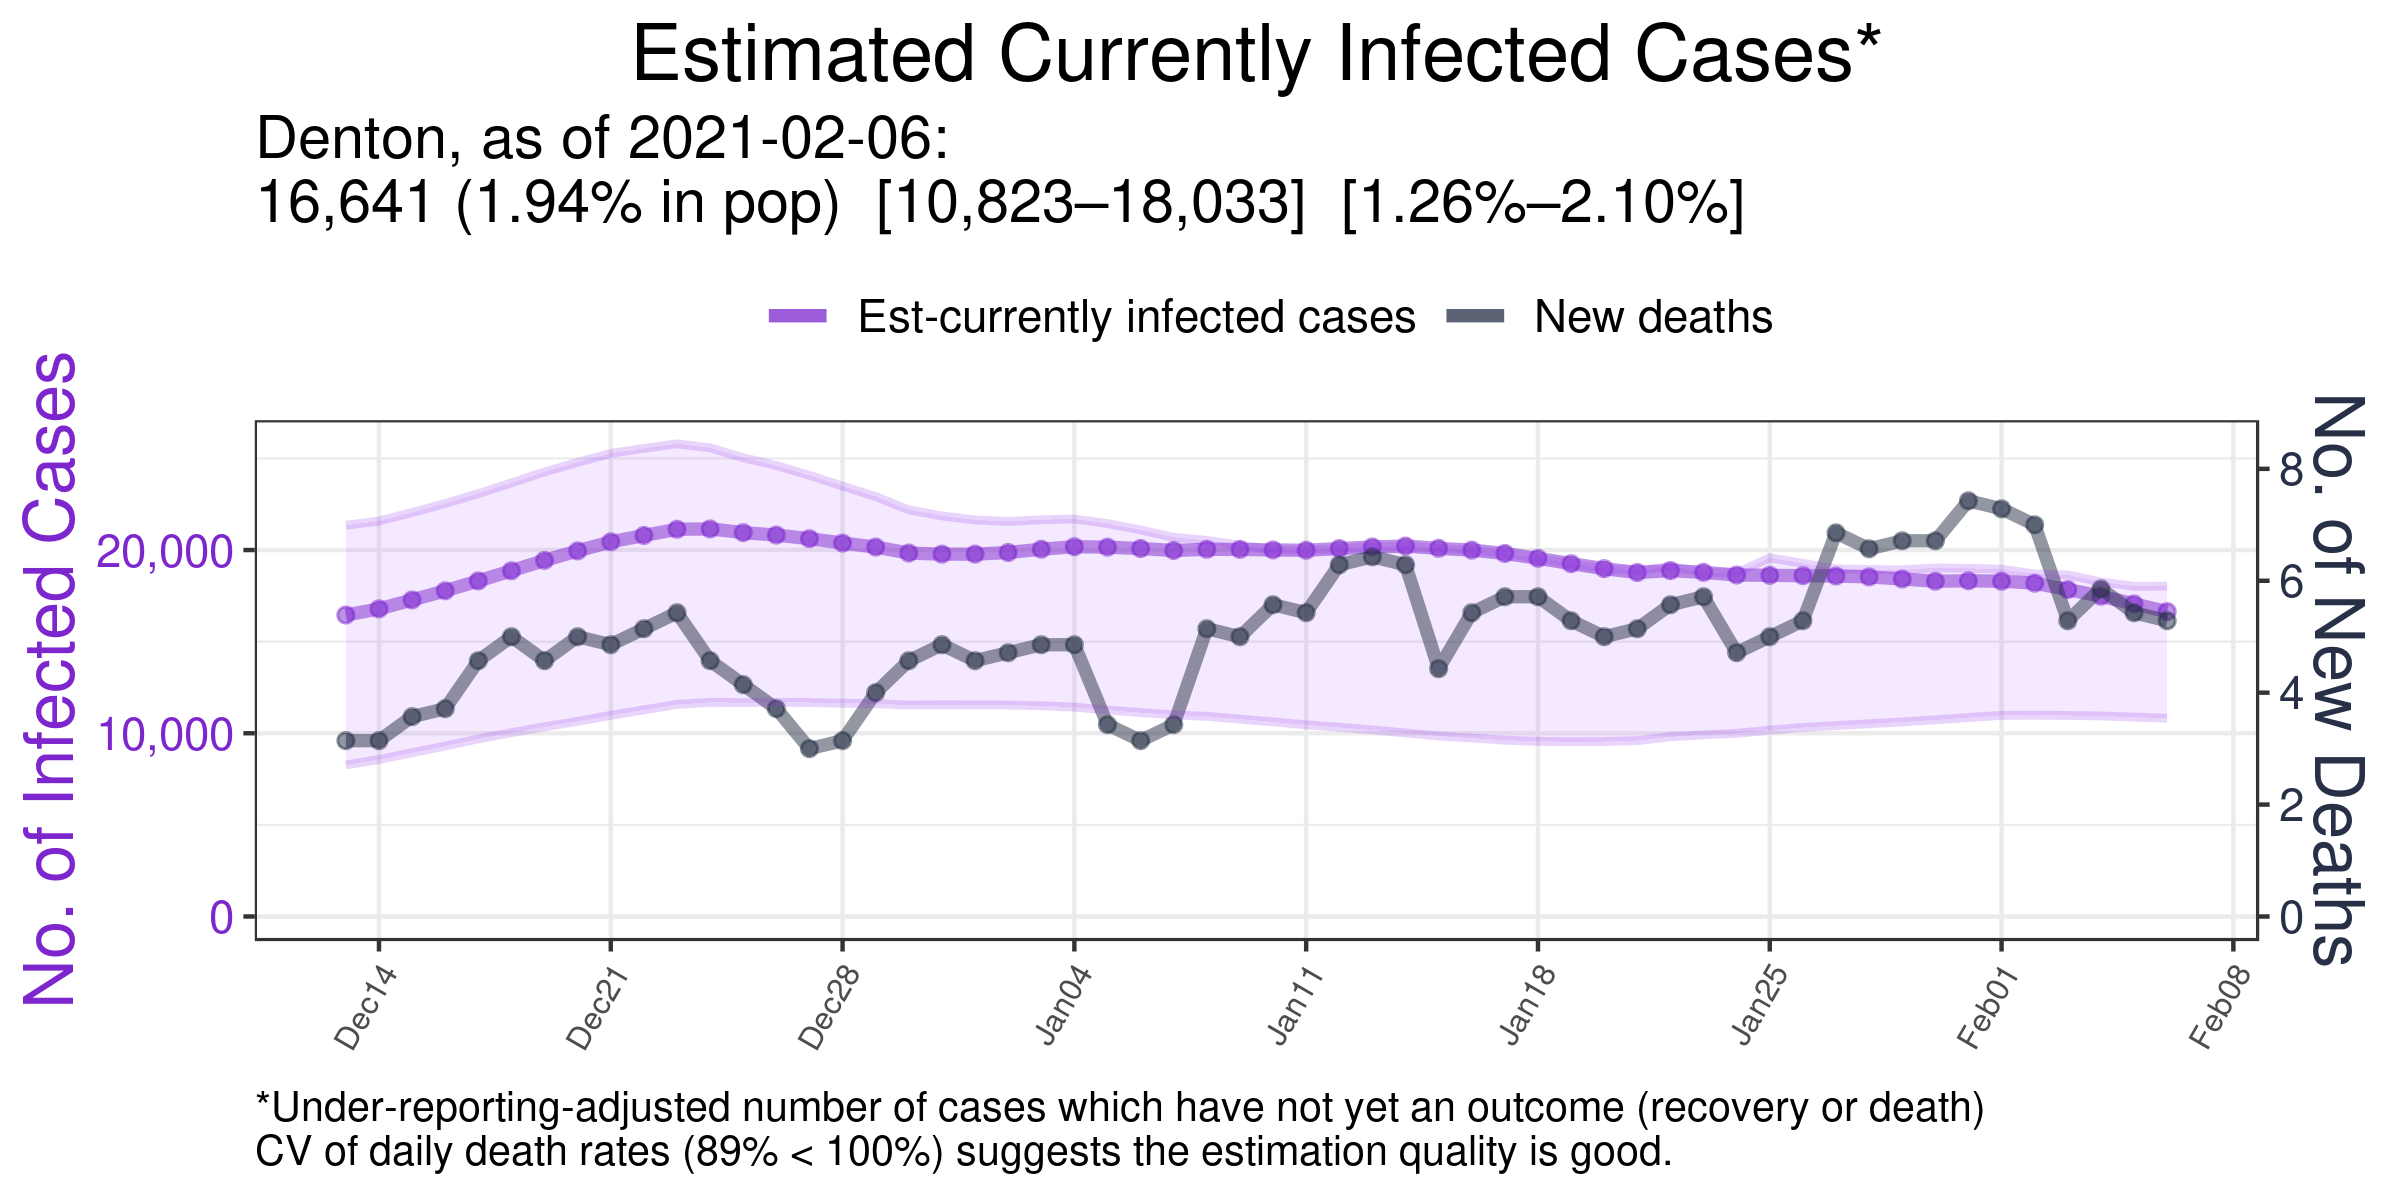 Estimated Currently Infected Cases*
Denton, as of 2021-02-06:
16,641 (1.94% in pop)  [10,823–18,033]  [1.26%–2.10%]
Est-currently infected cases
New deaths
No. of Infected Cases
20,000
10,000
0
8
6
4
2
0
No. of New Deaths
Dec14
Dec21
Dec28
Jan04
Jan11
Jan18
Jan25
Feb01
Feb08
*Under-reporting-adjusted number of cases which have not yet an outcome (recovery or death)
CV of daily death rates (89% < 100%) suggests the estimation quality is good.